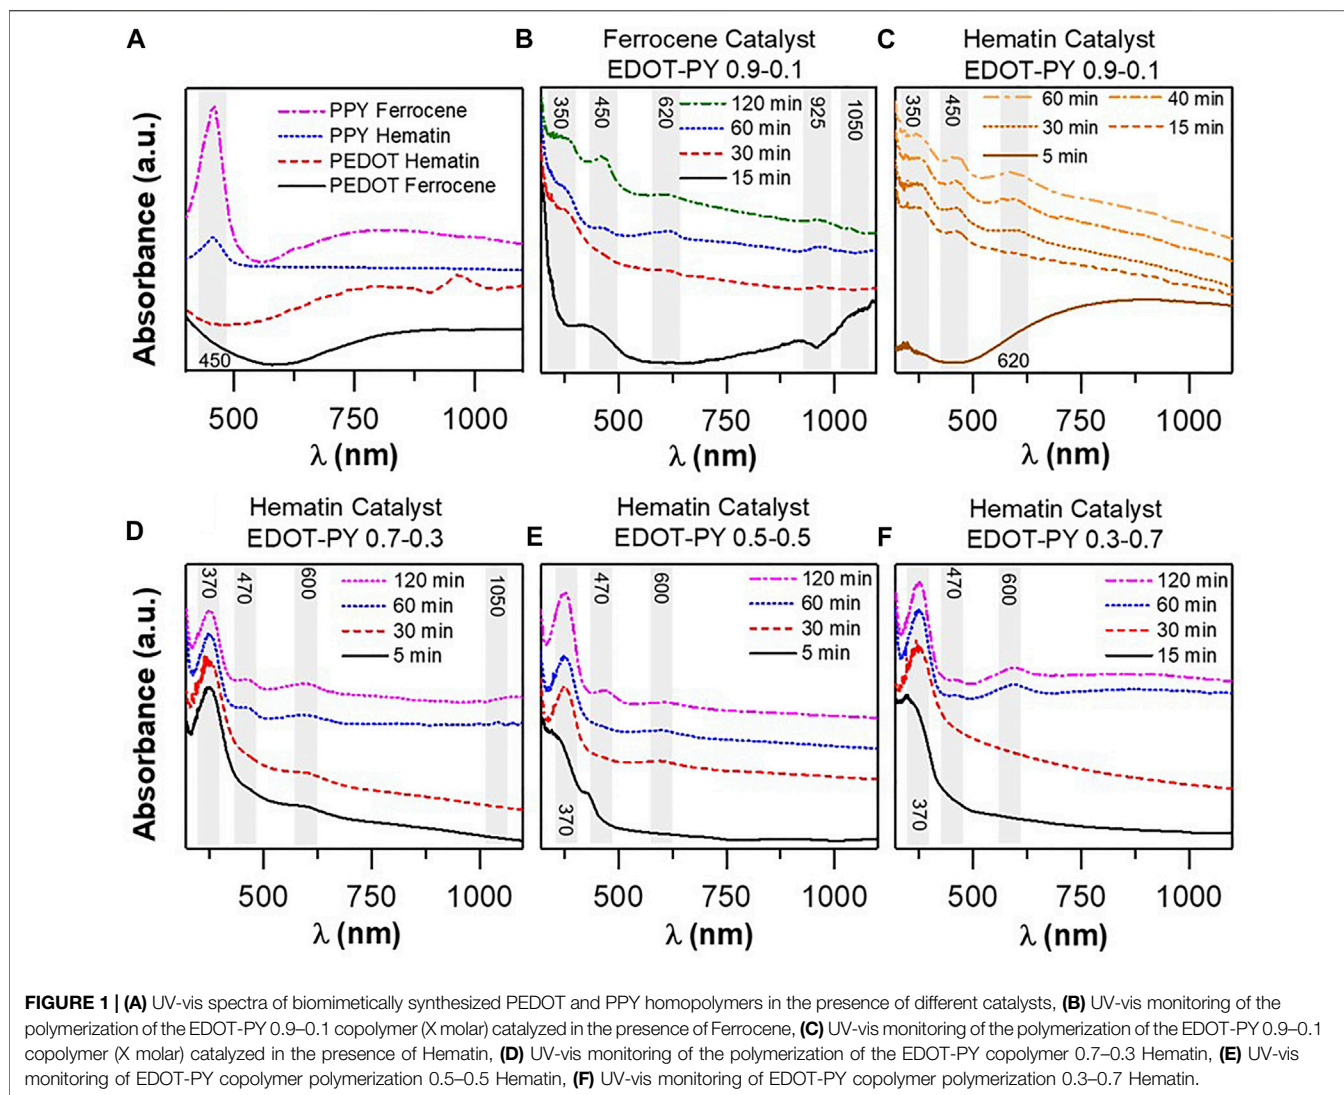 A
B
Ferrocene Catalyst
EDOT-PY 0.9-0.1
C
Hematin Catalyst
EDOT-PY 0.9-0.1
Absorbance (a.u.)
PPY Ferrocene
PPY Hematin
PEDOT Hematin
PEDOT Ferrocene
450
500 750 1000
λ (nm)
350 450 620 925 1050
120 min
60 min
30 min
15 min
500 750 1000
λ (nm)
350 450
60 min 40 min
30 min 15 min
5 min
620
500 750 1000
λ (nm)
D
Hematin Catalyst
EDOT-PY 0.7-0.3
E
Hematin Catalyst
EDOT-PY 0.5-0.5
F
Hematin Catalyst
EDOT-PY 0.3-0.7
Absorbance (a.u.)
370 470 600 1050
120 min
60 min
30 min
5 min
500 750 1000
λ (nm)
470 600
120 min
60 min
30 min
5 min
370
500 750 1000
λ (nm)
470 600
120 min
60 min
30 min
15 min
370
500 750 1000
λ (nm)
FIGURE 1 | (A) UV-vis spectra of biomimetically synthesized PEDOT and PPY homopolymers in the presence of different catalysts, (B) UV-vis monitoring of the
polymerization of the EDOT-PY 0.9–0.1 copolymer (X molar) catalyzed in the presence of Ferrocene, (C) UV-vis monitoring of the polymerization of the EDOT-PY 0.9–0.1
copolymer (X molar) catalyzed in the presence of Hematin, (D) UV-vis monitoring of the polymerization of the EDOT-PY copolymer 0.7–0.3 Hematin, (E) UV-vis
monitoring of EDOT-PY copolymer polymerization 0.5–0.5 Hematin, (F) UV-vis monitoring of EDOT-PY copolymer polymerization 0.3–0.7 Hematin.